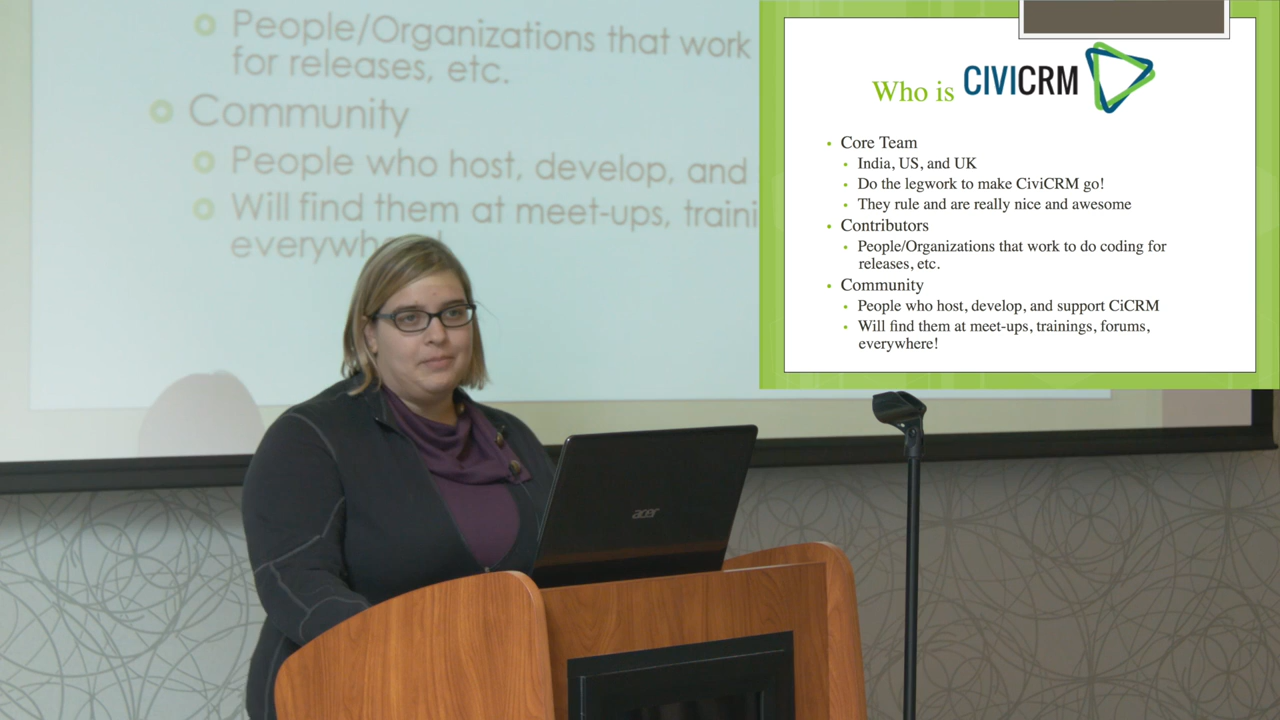 People/Organizations that work
for releases, etc.
Community
People who host, develop, and
Will find them at meet-ups, traini
everywhere!
acer
Who is CIVICRM
Core Team
India, US, and UK
Do the legwork to make CiviCRM go!
They rule and are really nice and awesome
Contributors
People/Organizations that work to do coding for
releases, etc.
Community
People who host, develop, and support CiCRM
Will find them at meet-ups, trainings, forums,
everywhere!